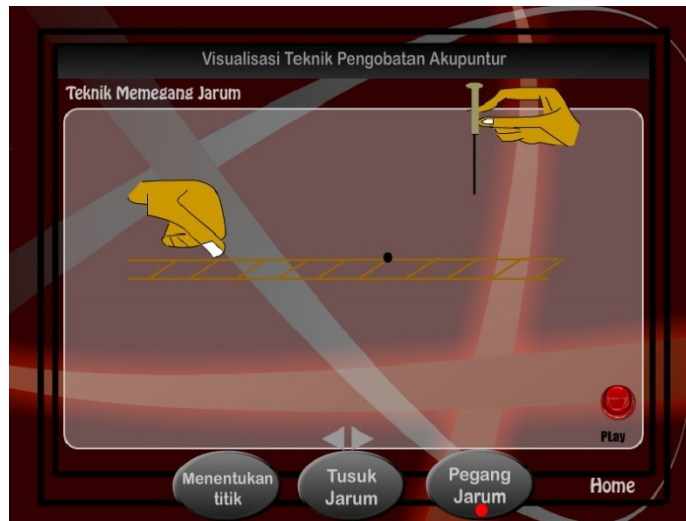 Visualisasi Teknik Pengobatan Akupuntur
Teknik Memegang Jarum
PLay
Menentukan
titik
Tusuk
Jarum
Pegang
Jarum
Home